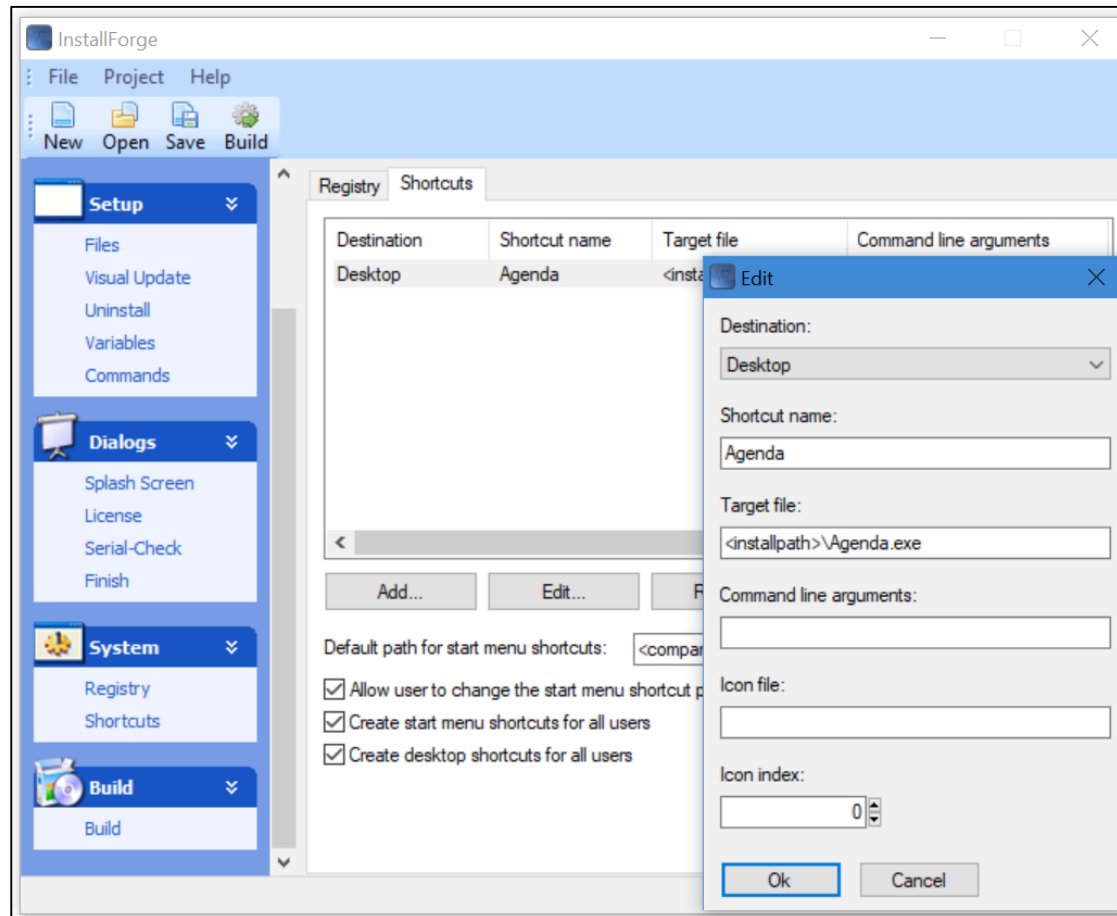 InstallForge
File Project Help
New Open Save Build
Setup
Files
Visual Update
Uninstall
Variables
Commands
Dialogs
Splash Screen
License
Serial-Check
Finish
System
Registry
Shortcuts
Build
Build
Registry Shortcuts
Destination Shortcut name Target file Command line arguments
Desktop Agenda <insta
Add... Edit... R
Default path for start menu shortcuts: <compar
Allow user to change the start menu shortcut p
Create start menu shortcuts for all users
Create desktop shortcuts for all users
Edit
Destination:
Desktop
Shortcut name:
Agenda
Target file:
<installpath>\Agenda.exe
Command line arguments:
Icon file:
Icon index:
0
Ok Cancel